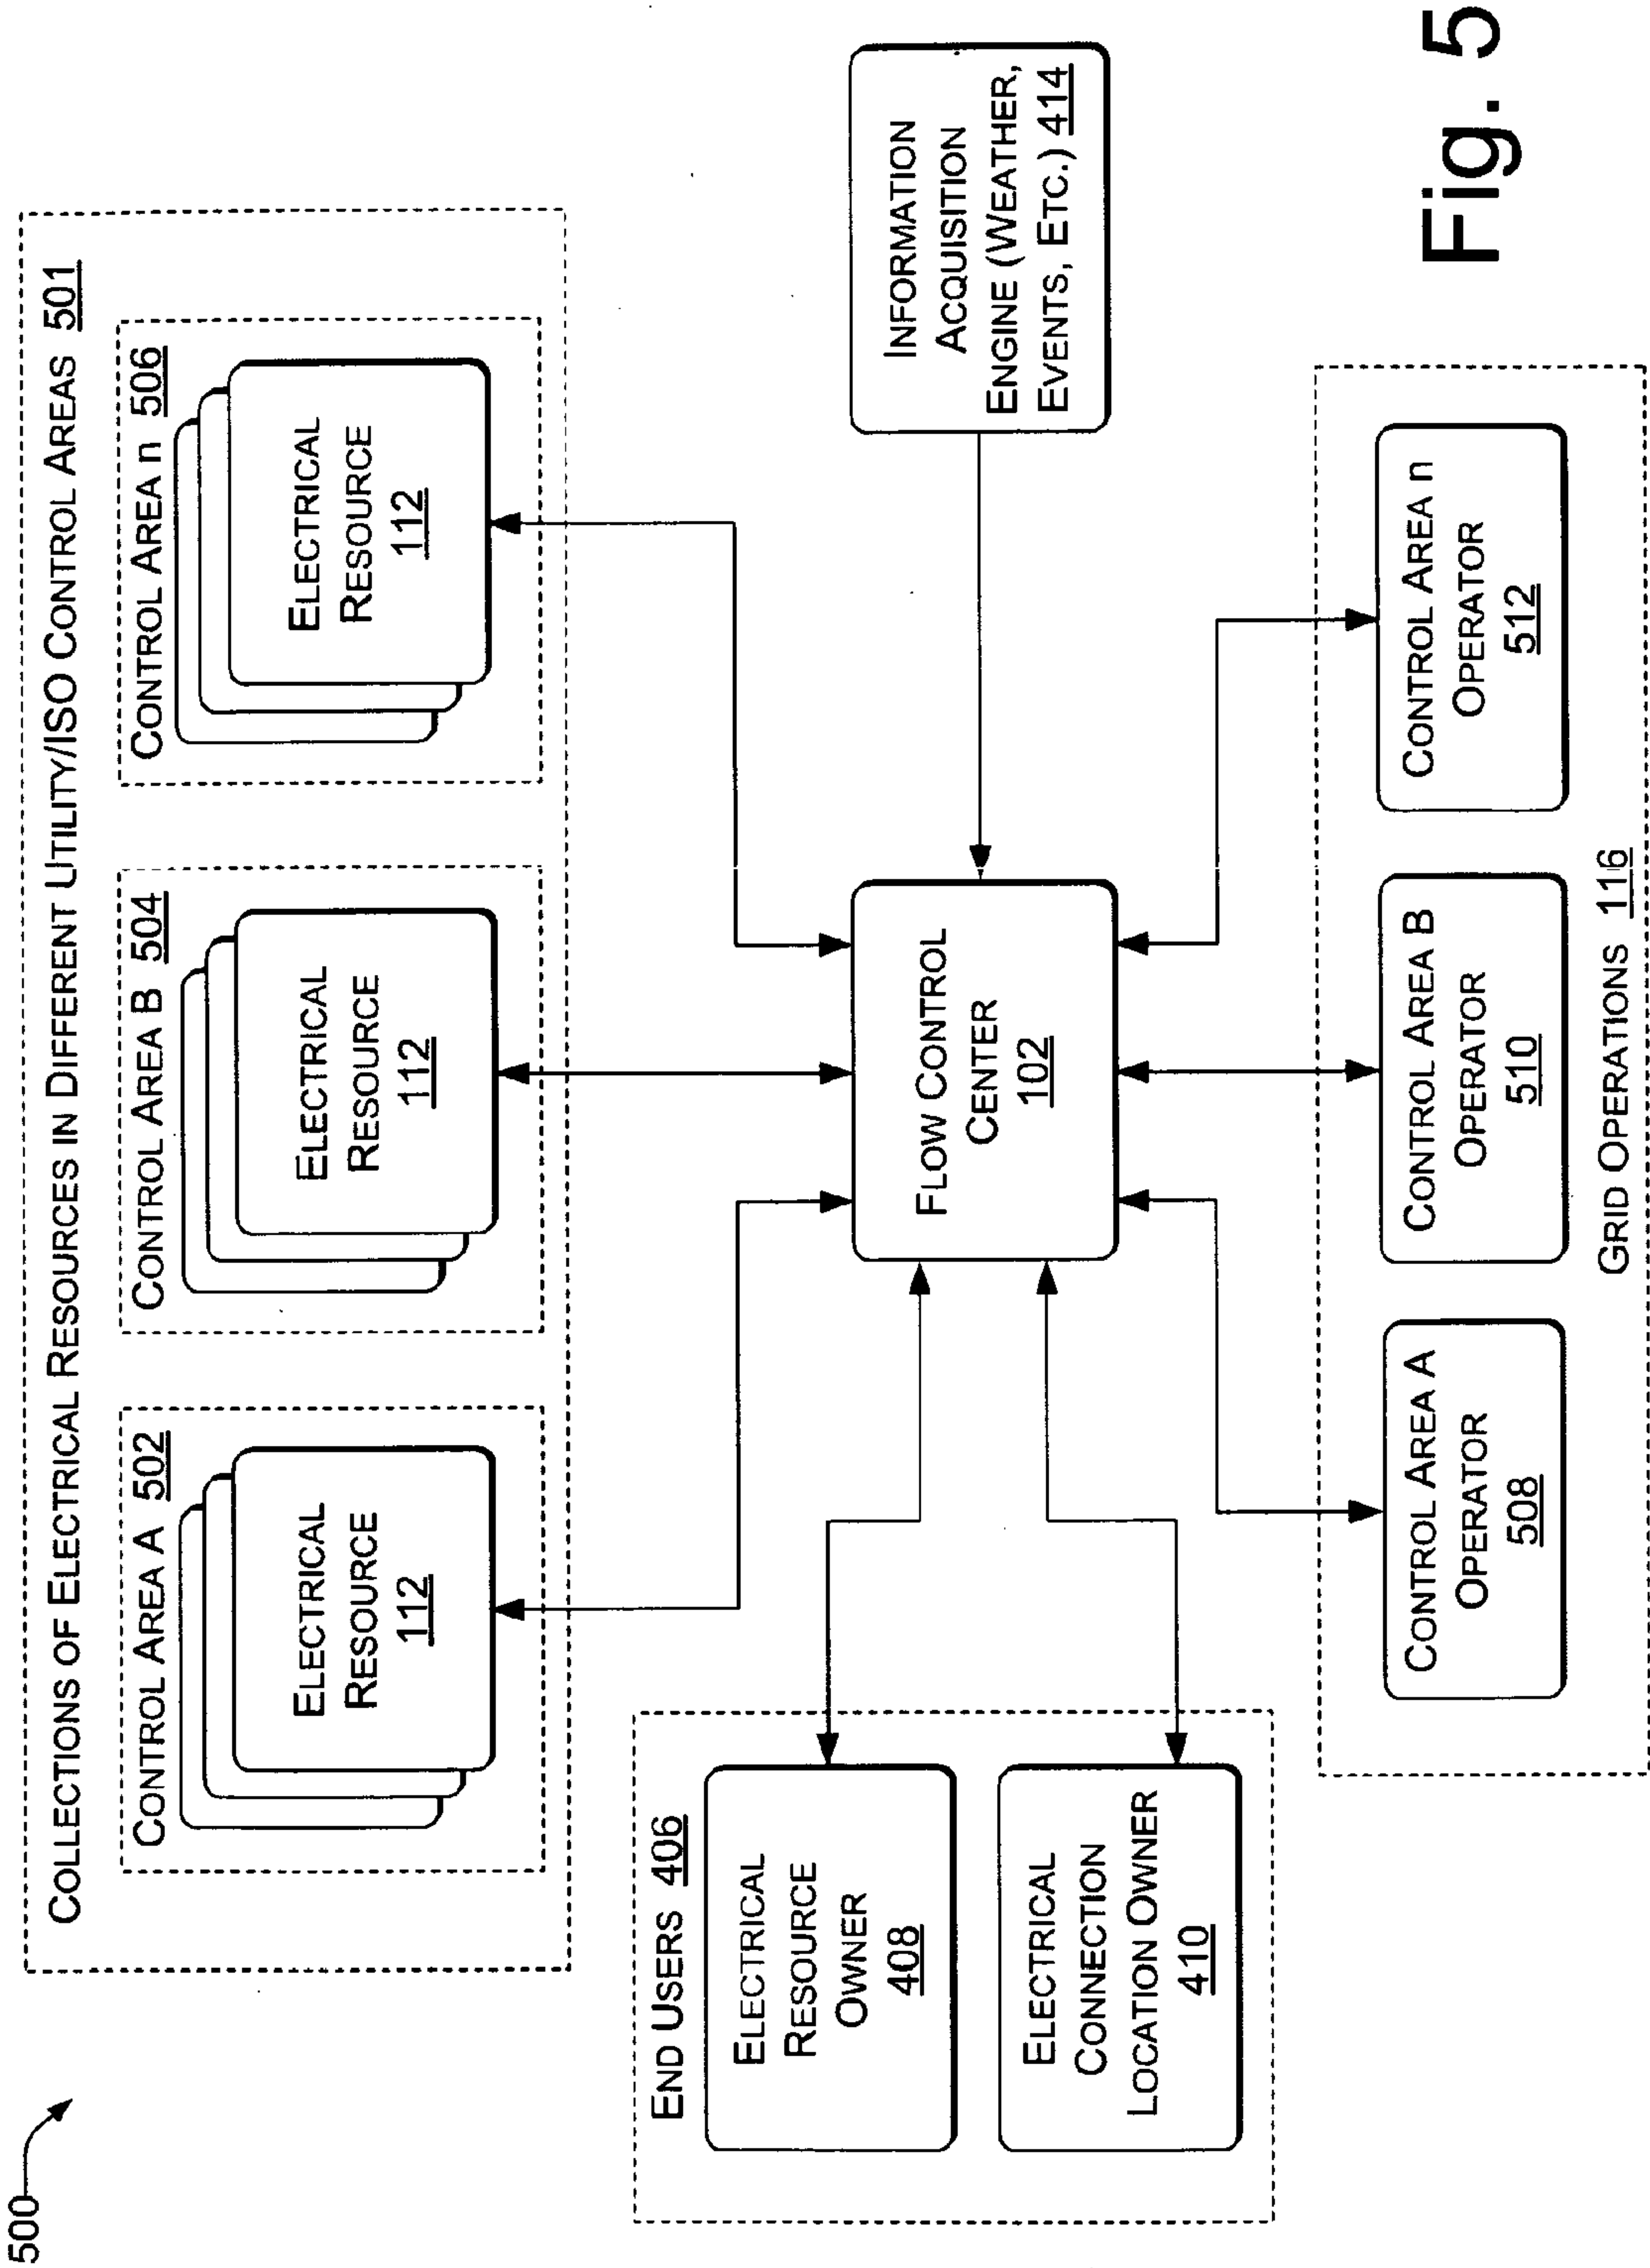 500
COLLECTIONS OF ELECTRICAL RESOURCES IN DIFFERENT UTILITY/ISO CONTROL AREAS 501
CONTROL AREA A 502
ELECTRICAL
RESOURCE
112
CONTROL AREA B 504
ELECTRICAL
RESOURCE
112
CONTROL AREA n 506
ELECTRICAL
RESOURCE
112
END USERS 406
ELECTRICAL
RESOURCE
OWNER
408
ELECTRICAL
CONNECTION
LOCATION OWNER
410
FLOW CONTROL
CENTER
102
INFORMATION
ACQUISITION
ENGINE (WEATHER,
EVENTS, ETC.) 414
CONTROL AREA A
OPERATOR
508
CONTROL AREA B
OPERATOR
510
CONTROL AREA n
OPERATOR
512
GRID OPERATIONS 116
Fig. 5